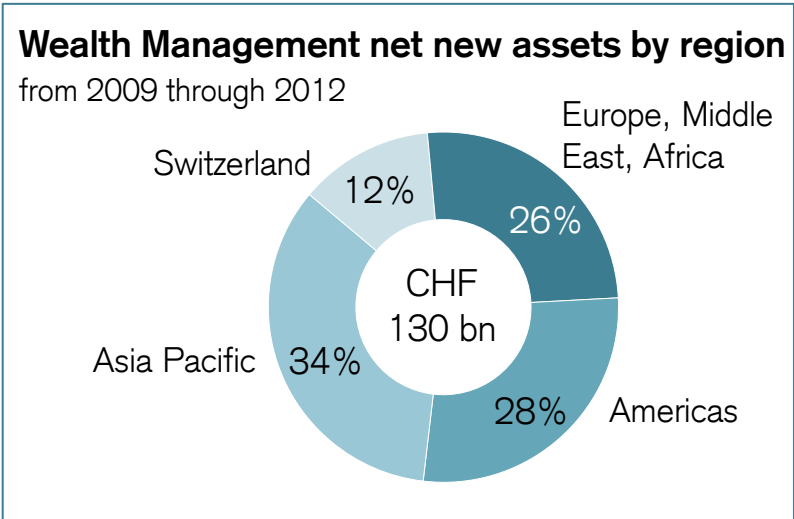 Wealth Management net new assets by region
from 2009 through 2012
Europe, Middle
East, Africa
Switzerland
12%
26%
CHF
130 bn
Asia Pacific
34%
28%
Americas